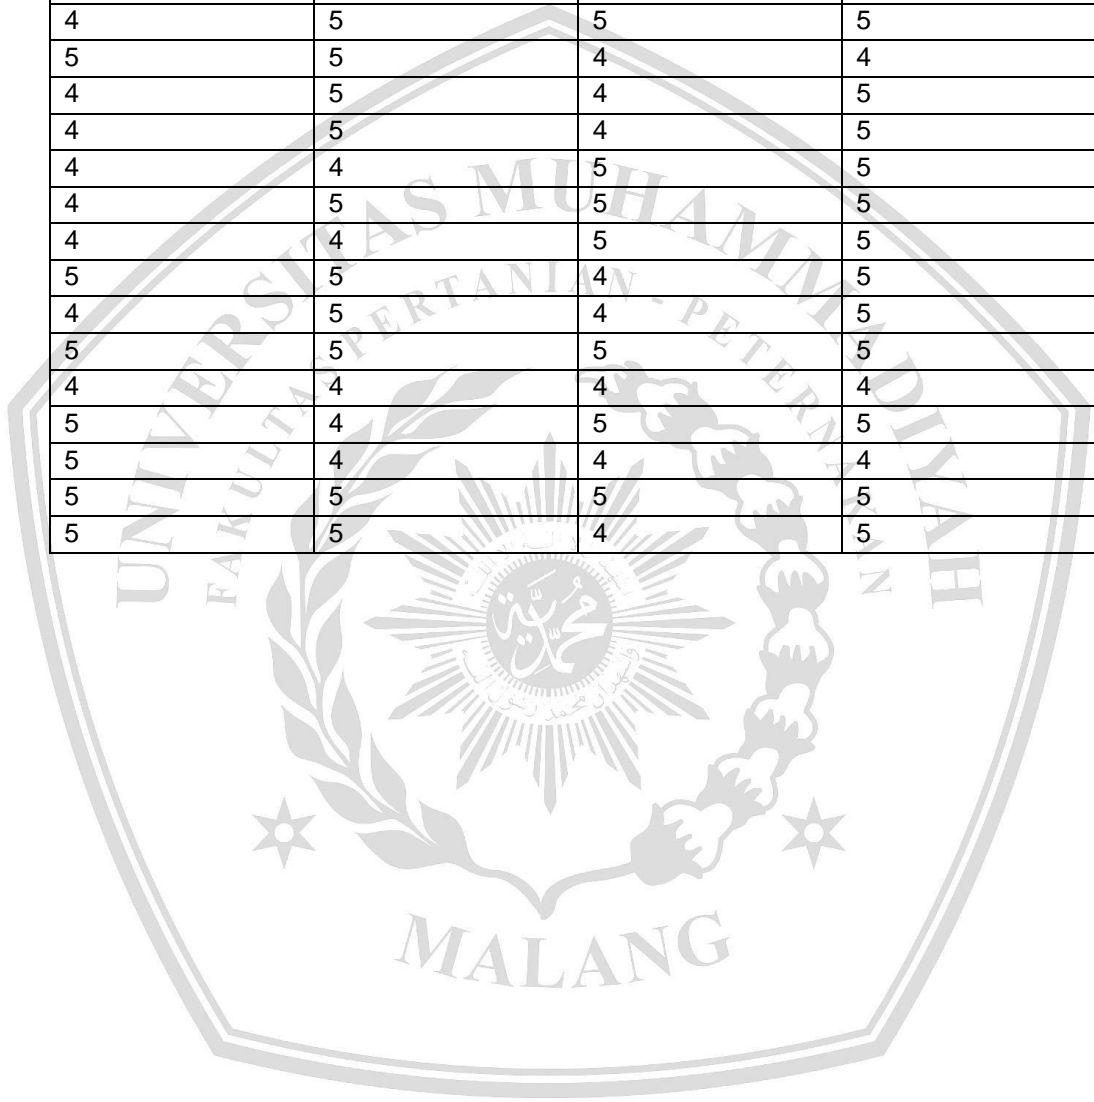 4 5 5 5
5 5 4 4
4 5 4 5
4 5 4 5
4 4 5 5
4 5 5 5
4 4 5 5
5 5 4 5
4 5 4 5
5 5 5 5
4 4 4 4
5 4 5 5
5 4 4 4
5 5 5 5
5 5 4 5
UNIVERSITAS MUHAMMADIYAH
FAKULTAS PERTANIAN - PETERNAKAN
MALANG